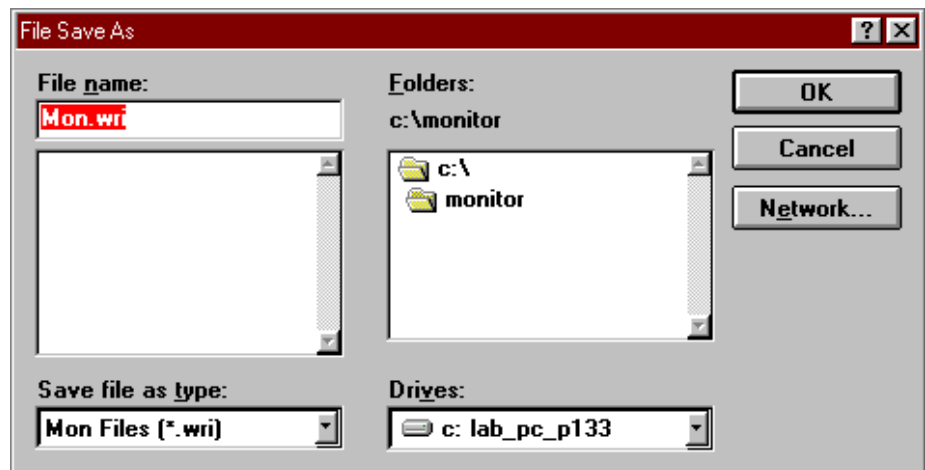 File Save As
File name:
Mon.wri
Folders:
c:\monitor
c:\
monitor
OK
Cancel
Network...
Save file as type:
Mon Files (*.wri)
Drives:
c: lab_pc_p133